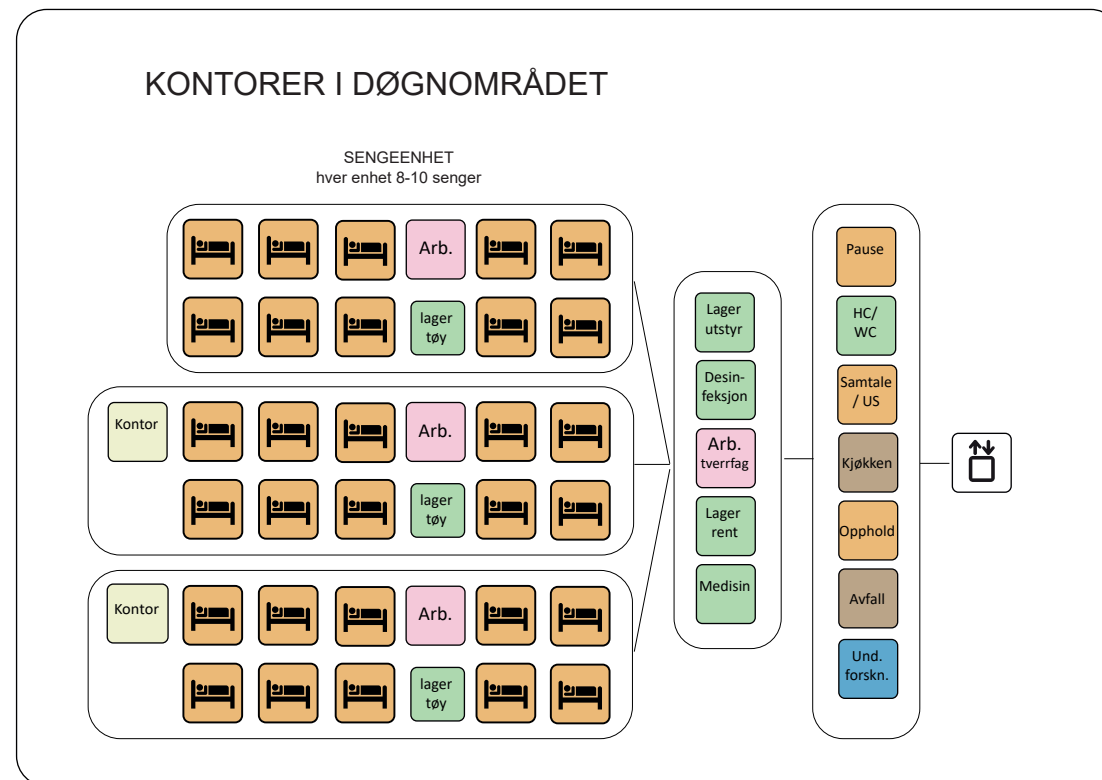 KONTORER I DØGNOMRÅDET
SENGEENHET
hver enhet 8-10 senger
Arb.
lager
tøy
Kontor
Arb.
lager
tøy
Kontor
Arb.
lager
tøy
Lager
utstyr
Desin-
feksjon
Arb.
tverrfag
Lager
rent
Medisin
Pause
HC/
WC
Samtale
/ US
Kjøkken
Opphold
Avfall
Und.
forskn.